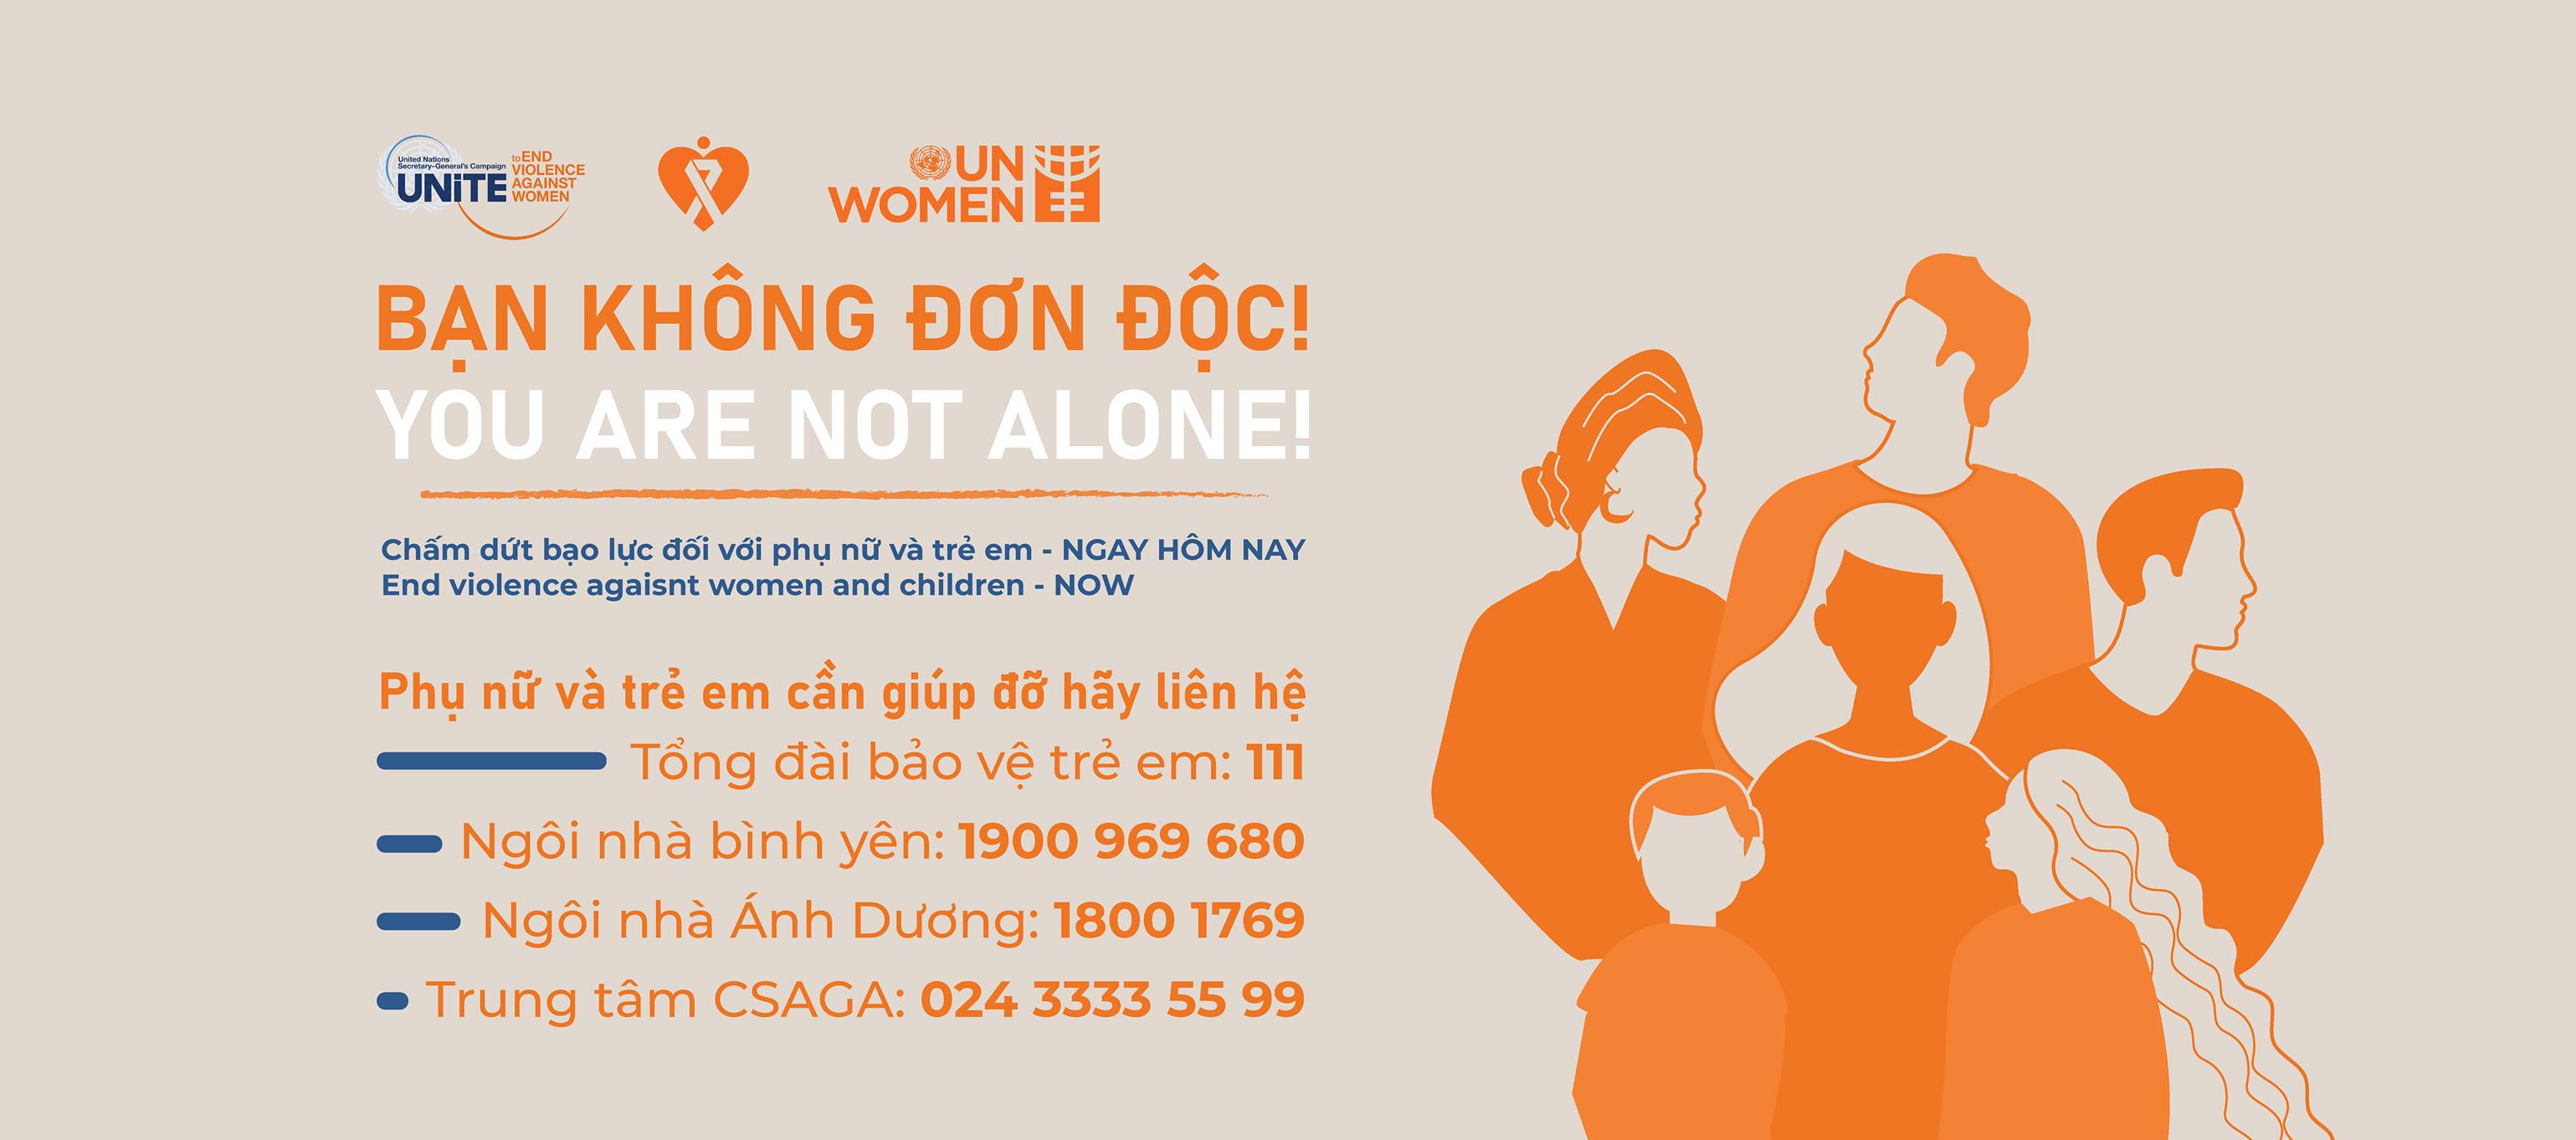 United Nations
Secretary-General's Campaign
UNiTE
to END
VIOLENCE
AGAINST
WOMEN
UN
WOMEN
BẠN KHÔNG ĐƠN ĐỘC!
YOU ARE NOT ALONE!
Chấm dứt bạo lực đối với phụ nữ và trẻ em - NGAY HÔM NAY
End violence agaisnt women and children - NOW
Phụ nữ và trẻ em cần giúp đỡ hãy liên hệ
Tổng đài bảo vệ trẻ em: 111
Ngôi nhà bình yên: 1900 969 680
Ngôi nhà Ánh Dương: 1800 1769
Trung tâm CSAGA: 024 3333 55 99